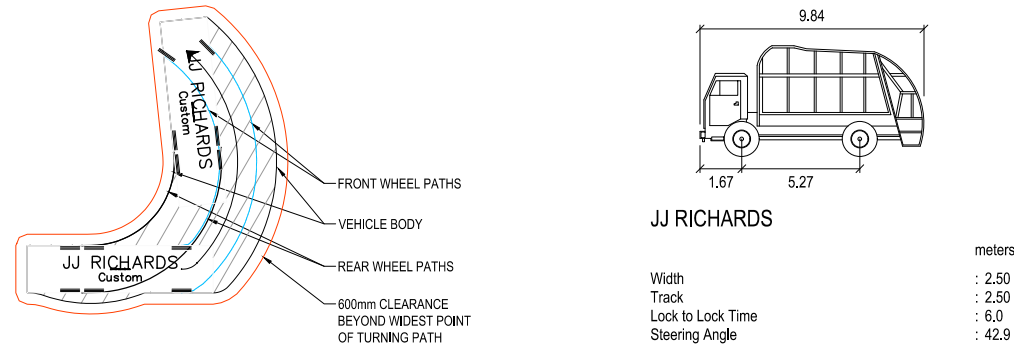 JJ RICHARDS
Custom
JJ RICHARDS
Custom
FRONT WHEEL PATHS
VEHICLE BODY
REAR WHEEL PATHS
600mm CLEARANCE
BEYOND WIDEST POINT
OF TURNING PATH
9.84
1.67
5.27
JJ RICHARDS
meters
Width : 2.50
Track : 2.50
Lock to Lock Time : 6.0
Steering Angle : 42.9